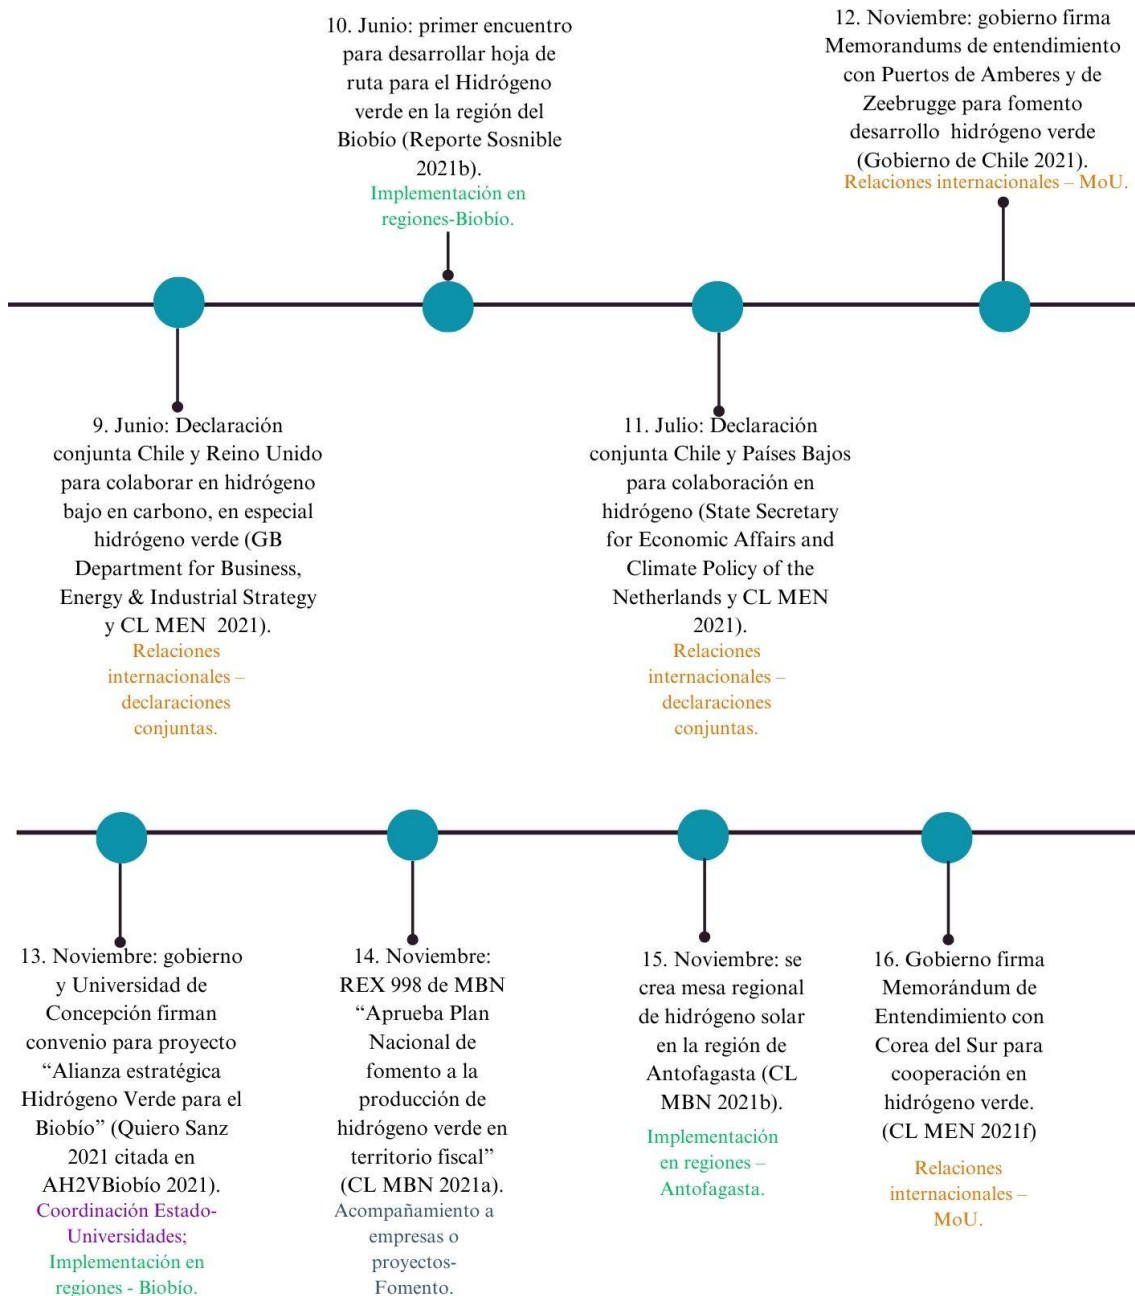 10. Junio: primer encuentro
para desarrollar hoja de
ruta para el Hidrógeno
verde en la región del
Biobío (Reporte Sosnible
2021b).
Implementación en
regiones-Biobío.
12. Noviembre: gobierno firma
Memorandums de entendimiento
con Puertos de Amberes y de
Zeebrugge para fomento
desarrollo hidrógeno verde
(Gobierno de Chile 2021).
Relaciones internacionales – MoU.
9. Junio: Declaración
conjunta Chile y Reino Unido
para colaborar en hidrógeno
bajo en carbono, en especial
hidrógeno verde (GB
Department for Business,
Energy & Industrial Strategy
y CL MEN 2021).
Relaciones
internacionales –
declaraciones
conjuntas.
11. Julio: Declaración
conjunta Chile y Países Bajos
para colaboración en
hidrógeno (State Secretary
for Economic Affairs and
Climate Policy of the
Netherlands y CL MEN
2021).
Relaciones
internacionales –
declaraciones
conjuntas.
13. Noviembre: gobierno
y Universidad de
Concepción firman
convenio para proyecto
“Alianza estratégica
Hidrógeno Verde para el
Biobío” (Quiero Sanz
2021 citada en
AH2VBiobío 2021).
Coordinación Estado-
Universidades;
Implementación en
regiones - Biobío.
14. Noviembre:
REX 998 de MBN
“Aprueba Plan
Nacional de
fomento a la
producción de
hidrógeno verde en
territorio fiscal”
(CL MBN 2021a).
Acompañamiento a
empresas o
proyectos-
Fomento.
15. Noviembre: se
crea mesa regional
de hidrógeno solar
en la región de
Antofagasta (CL
MBN 2021b).
Implementación
en regiones –
Antofagasta.
16. Gobierno firma
Memorándum de
Entendimiento con
Corea del Sur para
cooperación en
hidrógeno verde.
(CL MEN 2021f)
Relaciones
internacionales –
MoU.